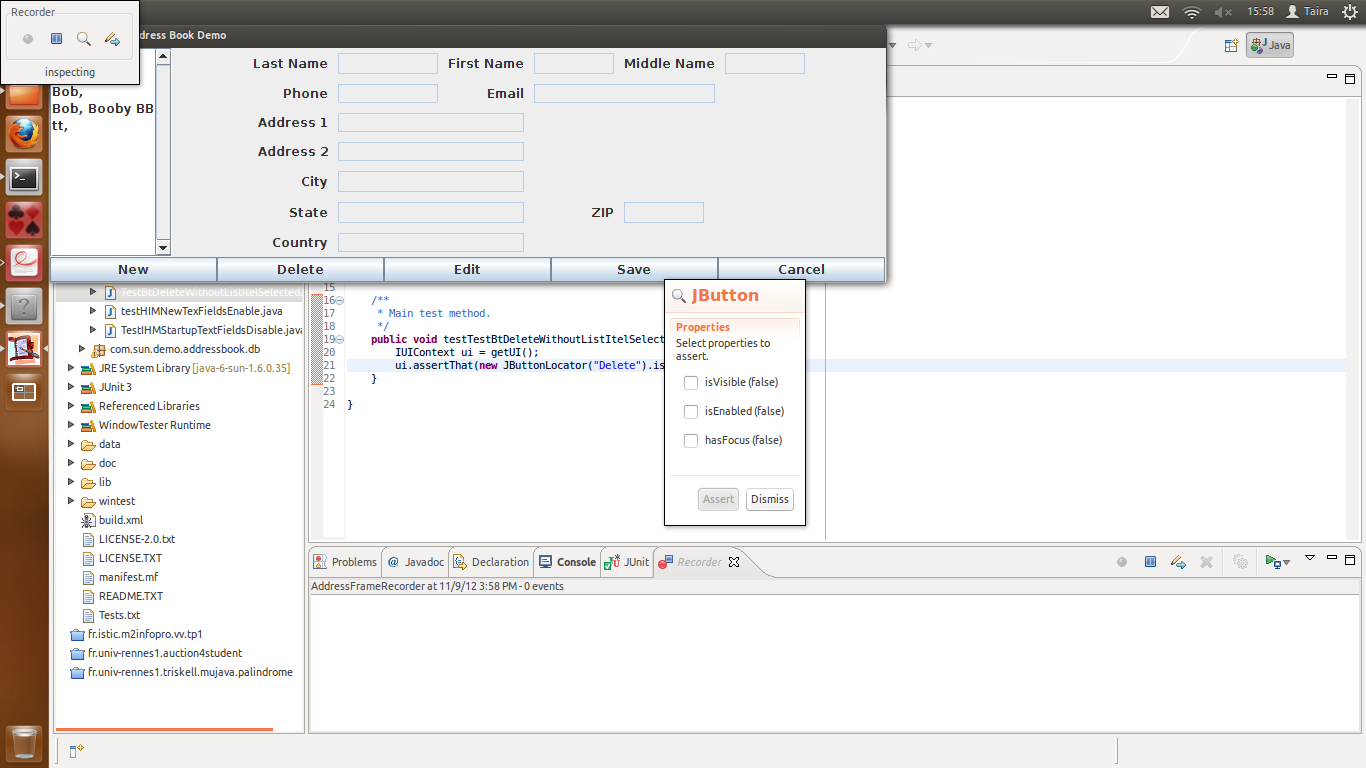 Recorder
inspecting
15:58
Taira
dress Book Demo
Java
Bob,
Bob, Booby BB
tt,
Last Name
First Name
Middle Name
Phone
Email
Address 1
Address 2
City
State
ZIP
Country
New
Delete
Edit
Save
Cancel
TestBtDeleteWithoutListItelSelected.
testHIMNewTexFieldsEnable.java
TestIHMStartupTextFieldsDisable.java
com.sun.demo.addressbook.db
JRE System Library [java-6-sun-1.6.0.35]
JUnit 3
Referenced Libraries
WindowTester Runtime
data
doc
lib
wintest
build.xml
LICENSE-2.0.txt
LICENSE.TXT
manifest.mf
README.TXT
Tests.txt
fr.istic.m2infopro.vv.tp1
fr.univ-rennes1.auction4student
fr.univ-rennes1.triskell.mujava.palindrome
15
16 /**
17 * Main test method.
18 */
19 public void testTestBtDeleteWithoutListItelSelect
20 IUIContext ui = getUI();
21 ui.assertThat(new JButtonLocator("Delete").is
22 }
23
24 }
JButton
Properties
Select properties to
assert.
isVisible (false)
isEnabled (false)
hasFocus (false)
Assert
Dismiss
Problems
Javadoc
Declaration
Console
JUnit
Recorder
AddressFrameRecorder at 11/9/12 3:58 PM - 0 events